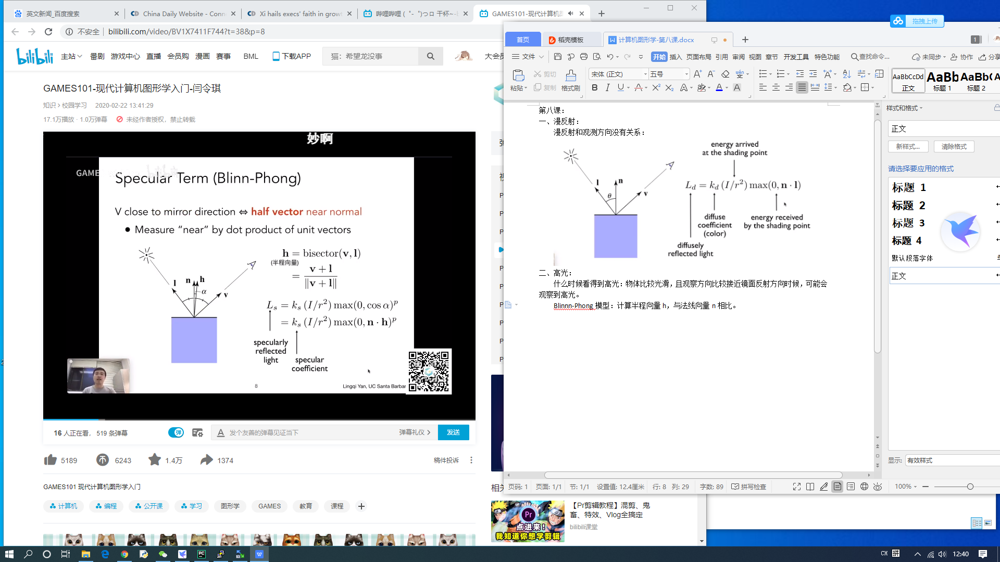 英文新闻_百度搜索
China Daily Website - Conn
Xi hails execs' faith in grow
哔哩哔哩 ( ゜- ゜)つロ 干杯~-
GAMES101-现代计算机
不安全
bilibili.com/video/BV1X7411F744?t=38&p=8
bilibili
主站
番剧
游戏中心
直播
会员购
漫画
赛事
BML
下载APP
猫：希望龙没事
大会员
GAMES101-现代计算机图形学入门-闫令琪
知识
校园学习
2020-02-22 13:41:29
17.1万播放 · 1.0万弹幕
未经作者授权，禁止转载
妙啊
GAME
bilibili
Specular Term (Blinn-Phong)
V close to mirror direction ⇔ half vector near normal
● Measure “near” by dot product of unit vectors
h = bisector(v, l)
(半程向量)
= (v + l) / ‖v + l‖
l
n
h
α
v
Ls = ks (I/r²) max(0, cos α)^p
= ks (I/r²) max(0, n · h)^p
specularly
reflected
light
specular
coefficient
8
Lingqi Yan, UC Santa Barbar
16 人正在看，
519 条弹幕
弹
发个友善的弹幕见证当下
弹幕礼仪
发送
5189
6243
1.4万
1374
稿件投诉
GAMES101 现代计算机图形学入门
计算机
编程
公开课
学习
图形学
GAMES
教育
课程
P
P
P
P
P
P
P
P
P
相关
Pr
点进来！
我知道你想学剪辑
【Pr剪辑教程】混剪、鬼
畜、特效、Vlog全搞定
bilibili课堂
拖拽上传
首页
稻壳模板
计算机图形学-第八课.docx
1
文件
开始
插入
页面布局
引用
审阅
视图
章节
开发工具
特色功能
查找命令...
未同步
协作
分享
粘贴
剪切
复制
格式刷
宋体 (正文)
五号
AaBbCcDd
正文
AaBb
标题 1
AaBb(
标题 2
第八课：
一、漫反射：
漫反射和观测方向没有关系：
energy arrived
at the shading point
l
n
θ
v
Ld = kd (I/r²) max(0, n · l)
diffuse
coefficient
(color)
energy received
by the shading point
diffusely
reflected light
二、高光：
什么时候看得到高光：物体比较光滑，且观察方向比较接近镜面反射方向时候，可能会
观察到高光。
Blinnn-Phong 模型：计算半程向量 h，与法线向量 n 相比。
样式和格式
正文
新样式...
清除格式
请选择要应用的格式
标题 1
标题 2
标题 3
标题 4
默认段落字体
正文
显示:
有效样式
页码: 1
页面: 1/1
节: 1/1
设置值: 12.4厘米
行: 8
列: 29
字数: 89
拼写检查
100%
CH
拼
12:40